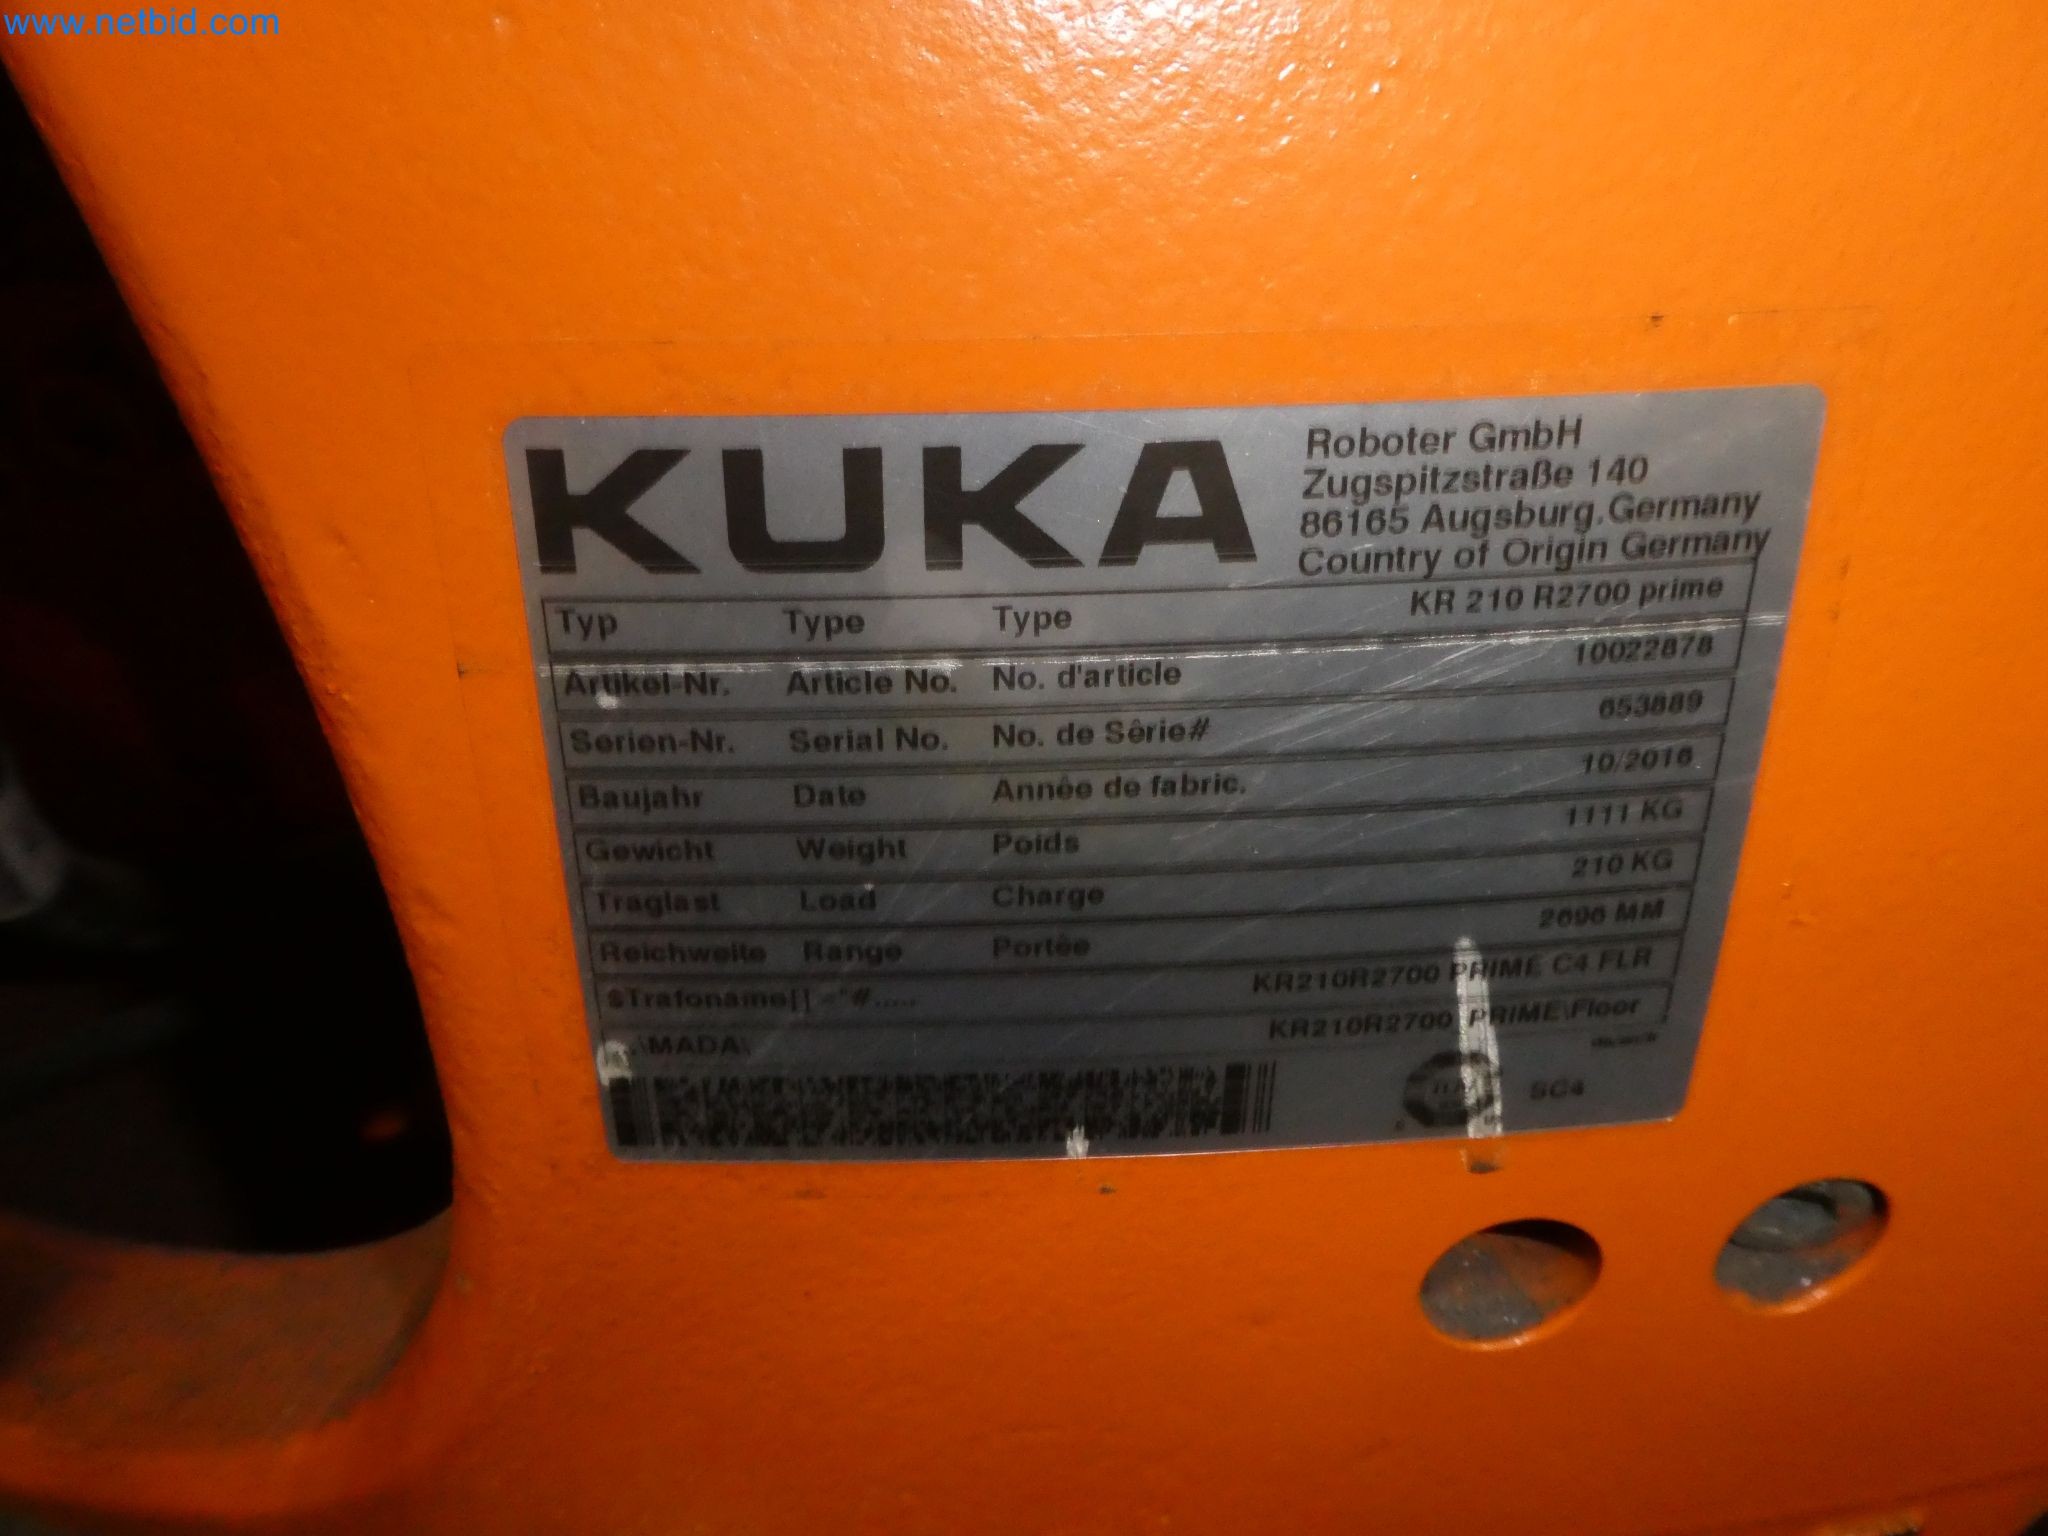 www.netbid.com
KUKA
Roboter GmbH
Zugspitzstraße 140
86165 Augsburg, Germany
Country of Origin Germany
Typ Type Type KR 210 R2700 prime
Artikel-Nr. Article No. No. d'article 10022878
Serien-Nr. Serial No. No. de Sêrie# 653889
Baujahr Date Année de fabric. 10/2016
Gewicht Weight Poids 1111 KG
Traglast Load Charge 210 KG
Reichweite Range Portée 2696 MM
$Trafoname[] ="#..... KR210R2700 PRIME C4 FLR
..\MADA\ KR210R2700 PRIME\Floor
SC4